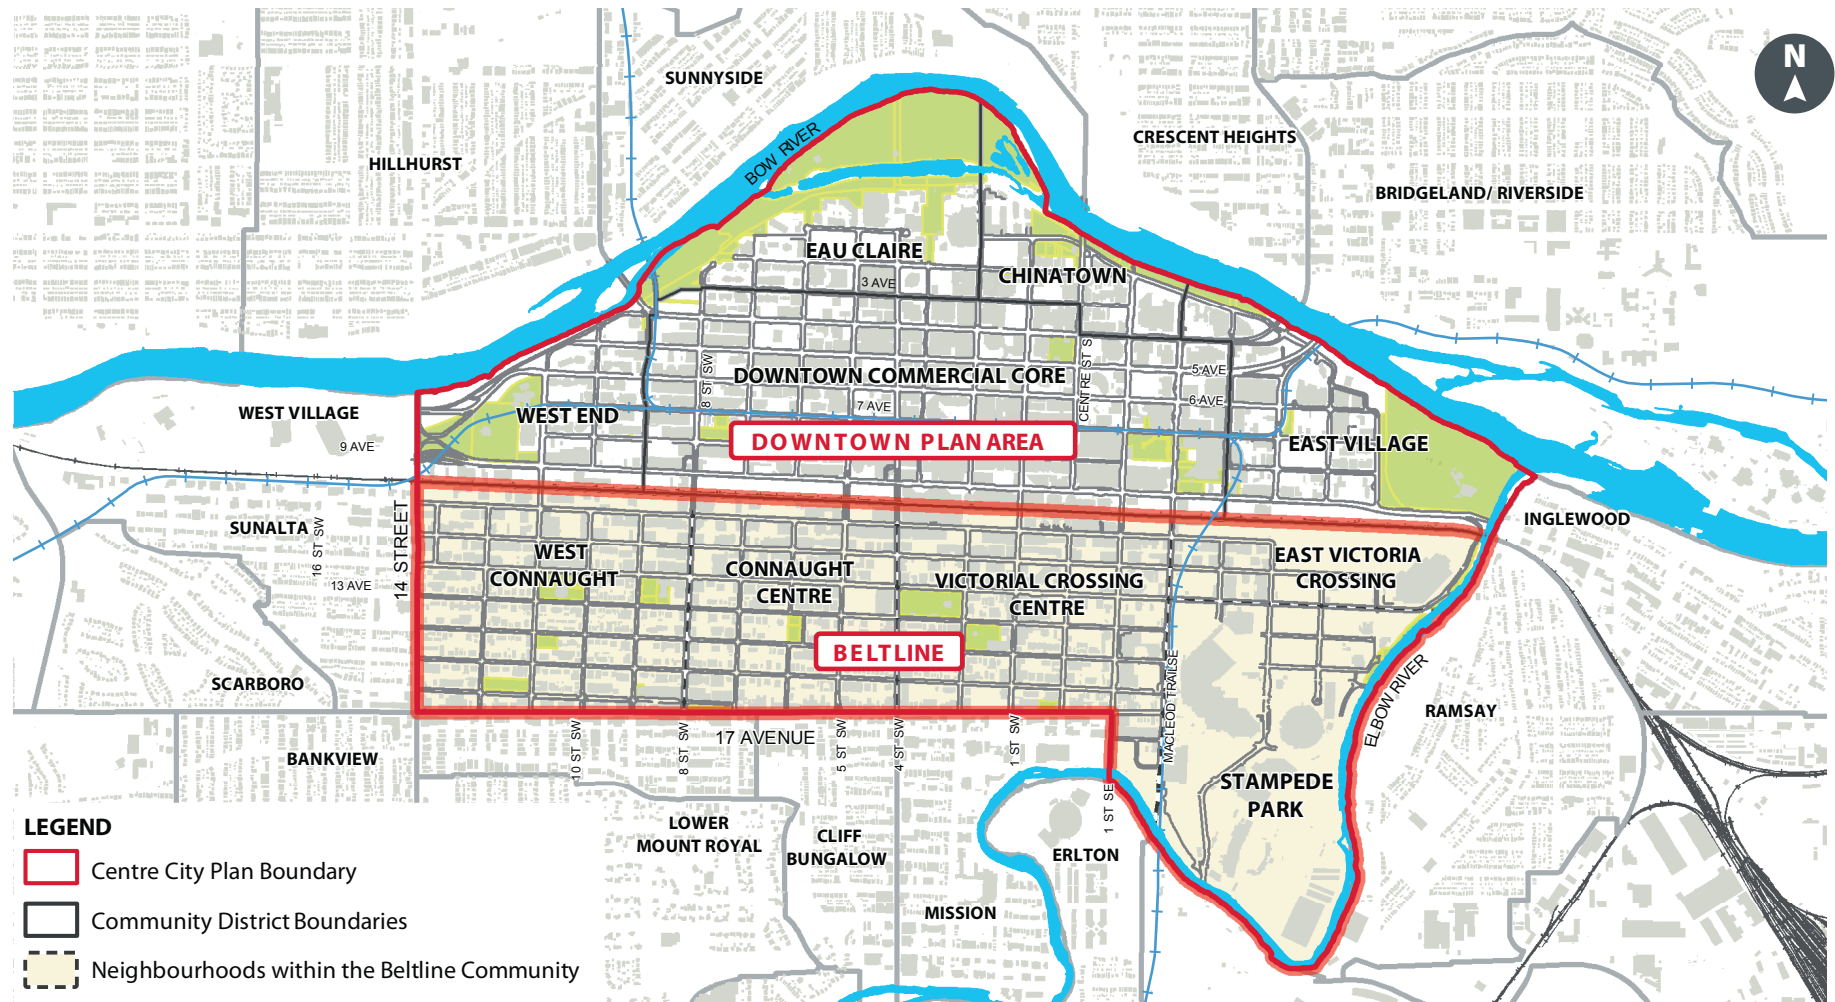 N
SUNNYSIDE
CRESCENT HEIGHTS
HILLHURST
BOW RIVER
BRIDGELAND/ RIVERSIDE
EAU CLAIRE
CHINATOWN
3 AVE
8 ST SW
DOWNTOWN COMMERCIAL CORE
CENTRE ST S
5 AVE
6 AVE
7 AVE
WEST VILLAGE
WEST END
9 AVE
DOWNTOWN PLAN AREA
EAST VILLAGE
SUNALTA
16 ST SW
13 AVE
14 STREET
INGLEWOOD
WEST
CONNAUGHT
CONNAUGHT
CENTRE
VICTORIAL CROSSING
CENTRE
EAST VICTORIA
CROSSING
BELTLINE
SCARBORO
MACLEOD TRAILSE
ELBOW RIVER
RAMSAY
BANKVIEW
10 ST SW
8 ST SW
17 AVENUE
5 ST SW
4 ST SW
1 ST SW
1 ST SE
STAMPEDE
PARK
LOWER
MOUNT ROYAL
CLIFF
BUNGALOW
ERLTON
MISSION
LEGEND
Centre City Plan Boundary
Community District Boundaries
Neighbourhoods within the Beltline Community